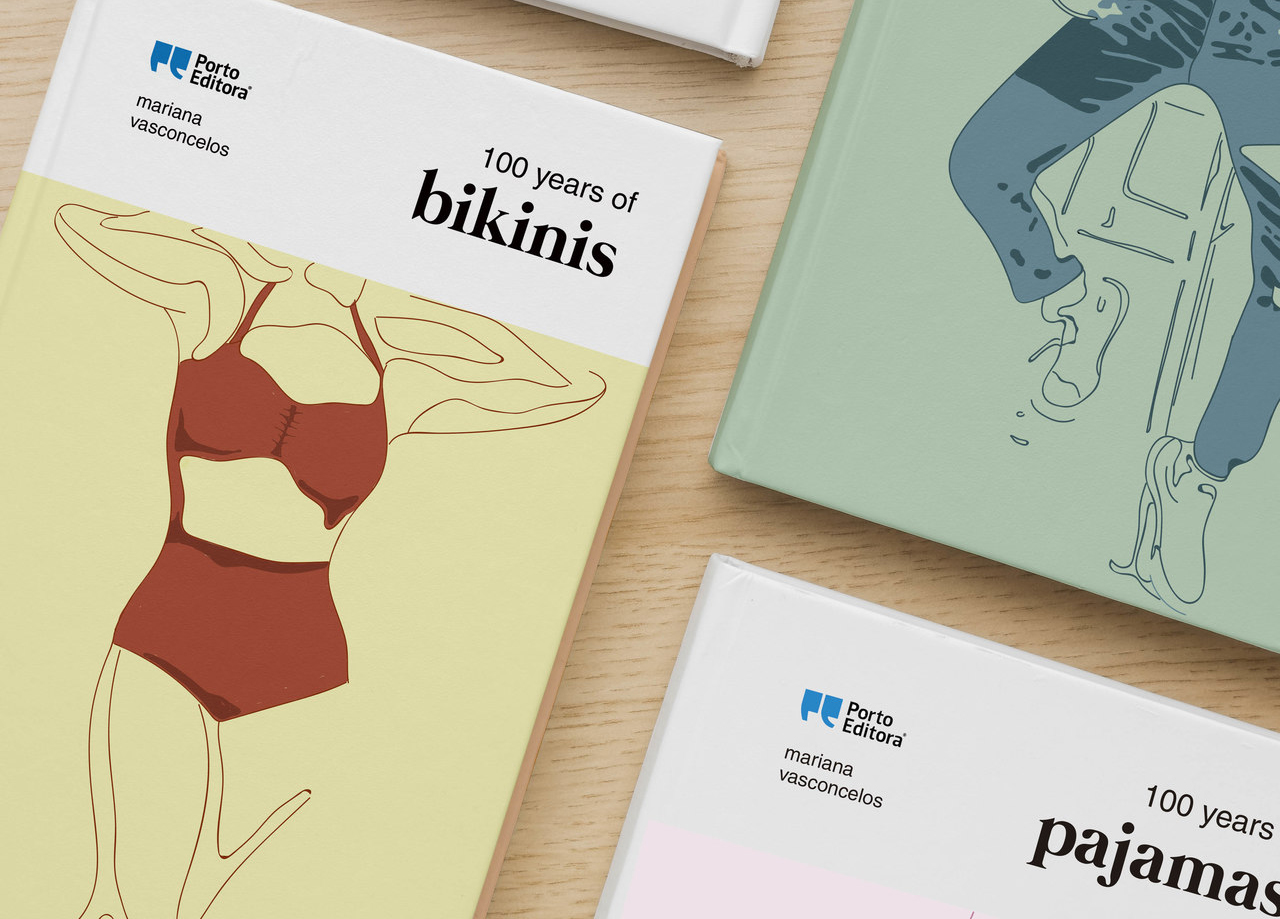 Porto
Editora®
mariana
vasconcelos
100 years of
bikinis
Porto
Editora®
mariana
vasconcelos
100 years
pajamas